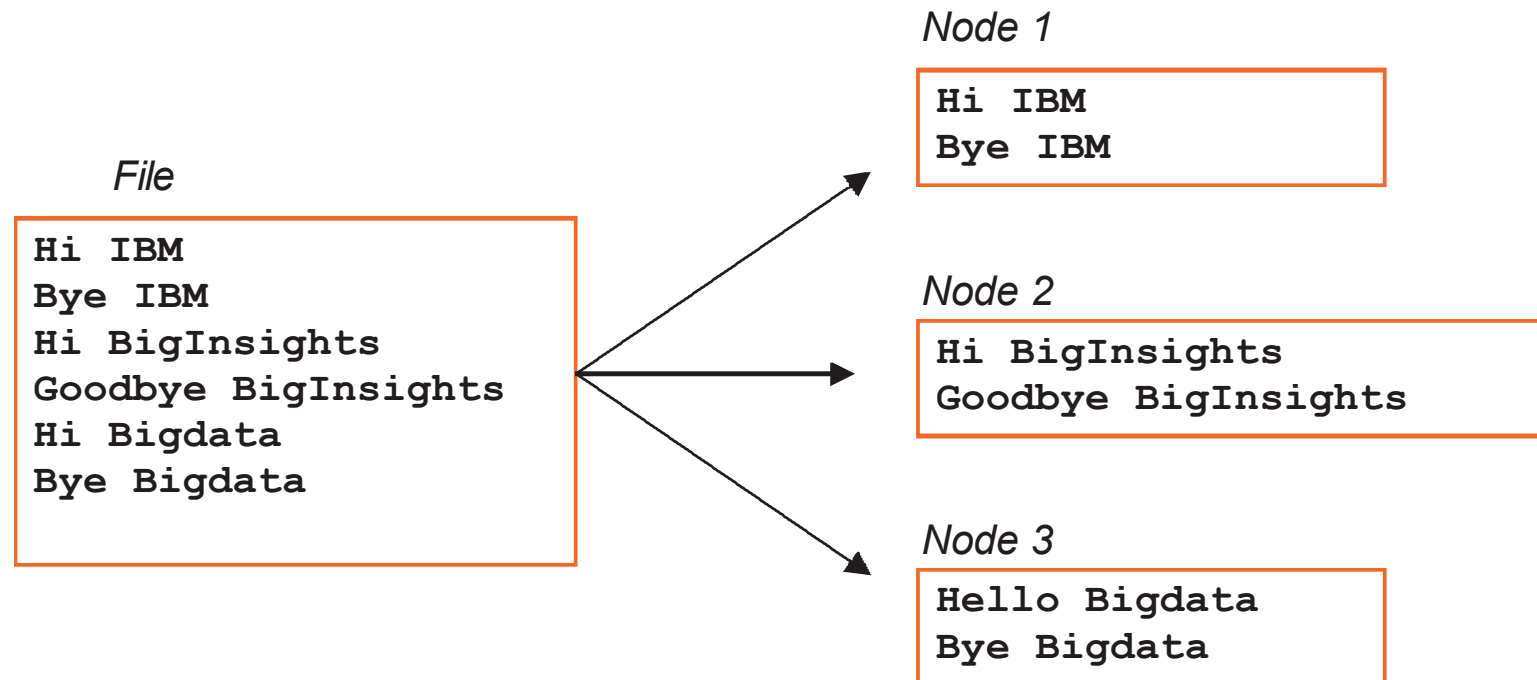 File
Hi IBM
Bye IBM
Hi BigInsights
Goodbye BigInsights
Hi Bigdata
Bye Bigdata
Node 1
Hi IBM
Bye IBM
Node 2
Hi BigInsights
Goodbye BigInsights
Node 3
Hello Bigdata
Bye Bigdata